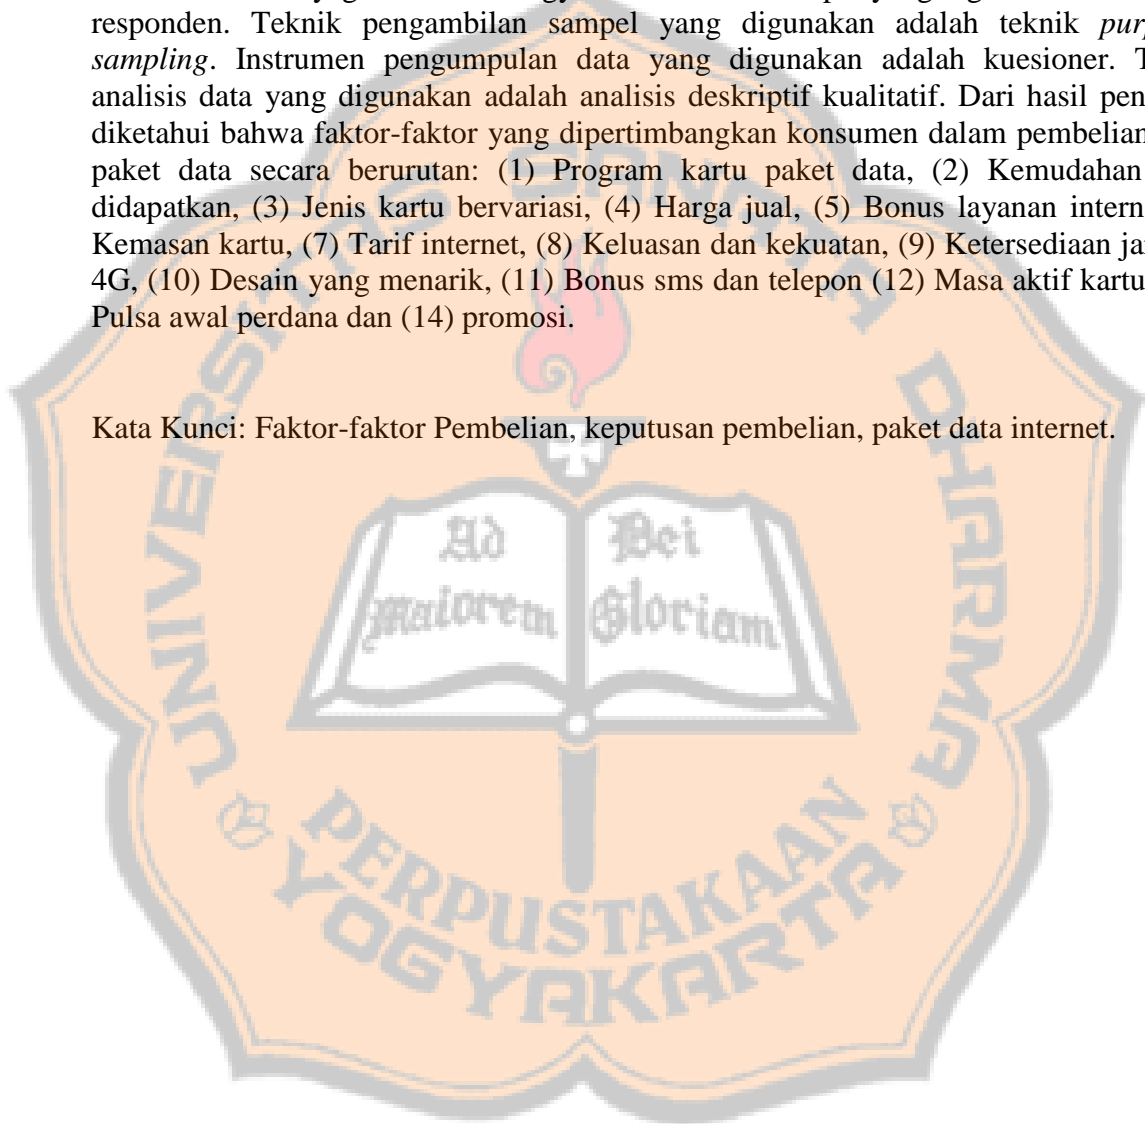 responden. Teknik pengambilan sampel yang digunakan adalah teknik
sampling. Instrumen pengumpulan data yang digunakan adalah kuesioner.
analisis data yang digunakan adalah analisis deskriptif kualitatif. Dari hasil
diketahui bahwa faktor-faktor yang dipertimbangkan konsumen dalam pembelian
paket data secara berurutan: (1) Program kartu paket data, (2) Kemudahan
didapatkan, (3) Jenis kartu bervariasi, (4) Harga jual, (5) Bonus layanan
Kemasan kartu, (7) Tarif internet, (8) Keluasan dan kekuatan, (9) Ketersediaan
4G, (10) Desain yang menarik, (11) Bonus sms dan telepon (12) Masa aktif kartu
Pulsa awal perdana dan (14) promosi.
Kata Kunci: Faktor-faktor Pembelian, keputusan pembelian, paket data internet.
UNIVERSITAS SANATA DHARMA
Ad Dei
Maiorem Gloriam
PERPUSTAKAAN
YOGYAKARTA